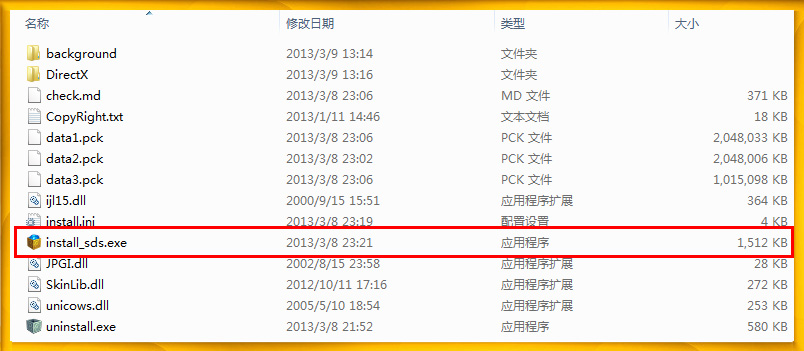 名称 修改日期 类型 大小
background 2013/3/9 13:14 文件夹
DirectX 2013/3/9 13:16 文件夹
check.md 2013/3/8 23:06 MD 文件 371 KB
CopyRight.txt 2013/1/11 14:46 文本文档 18 KB
data1.pck 2013/3/8 23:06 PCK 文件 2,048,033 KB
data2.pck 2013/3/8 23:02 PCK 文件 2,048,006 KB
data3.pck 2013/3/8 23:06 PCK 文件 1,015,098 KB
ijl15.dll 2000/9/15 15:51 应用程序扩展 364 KB
install.ini 2013/3/8 23:19 配置设置 4 KB
install_sds.exe 2013/3/8 23:21 应用程序 1,512 KB
JPGI.dll 2002/8/15 23:58 应用程序扩展 28 KB
SkinLib.dll 2012/10/11 17:16 应用程序扩展 272 KB
unicows.dll 2005/5/10 18:54 应用程序扩展 253 KB
uninstall.exe 2013/3/8 21:52 应用程序 580 KB